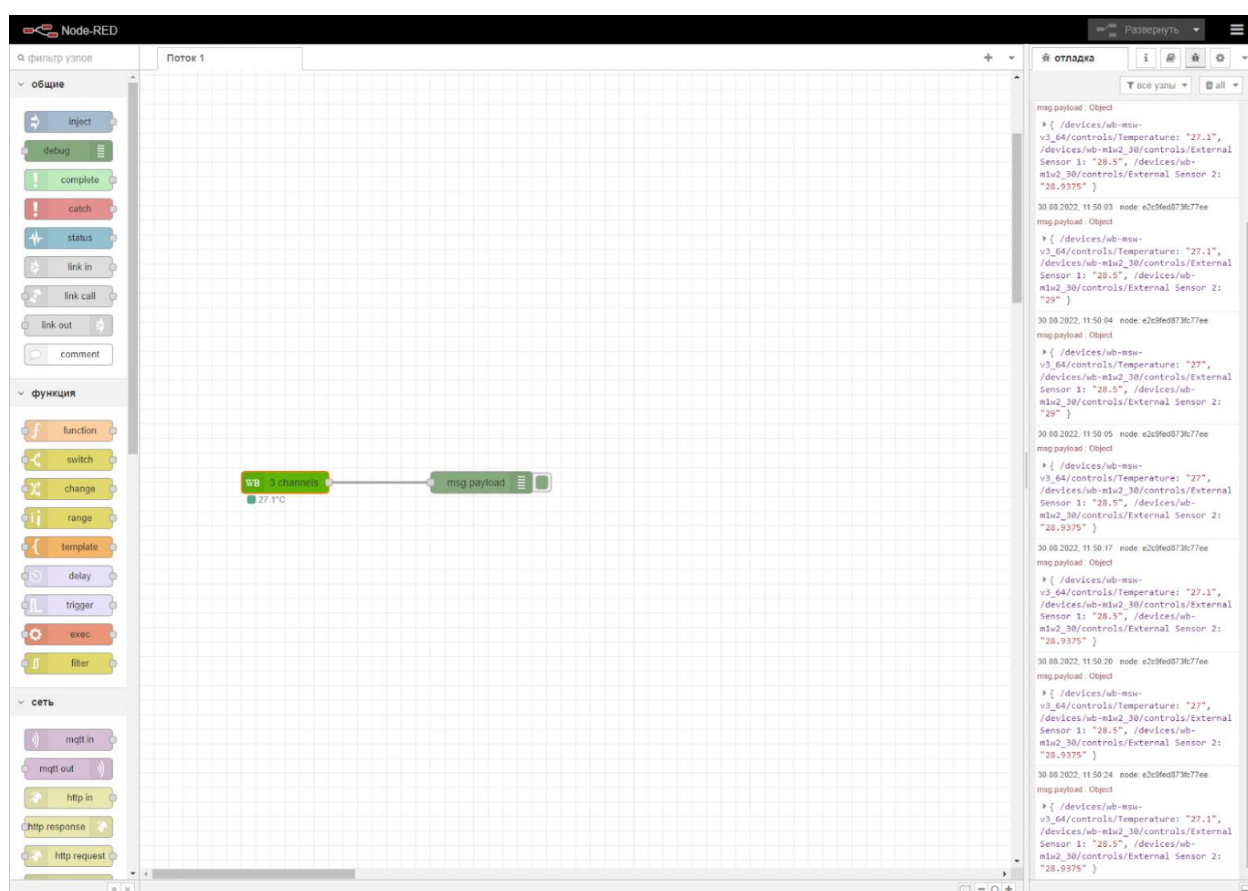 Node-RED
Развернуть
фильтр узлов
Поток 1
отладка
i
все узлы
all
общие
inject
debug
complete
catch
status
link in
link call
link out
comment
функция
function
switch
change
range
template
delay
trigger
exec
filter
сеть
mqtt in
mqtt out
http in
http response
http request
WB 3 channels
27.1°C
msg.payload
msg.payload : Object
{ /devices/wb-msw-
v3_64/controls/Temperature: "27.1",
/devices/wb-m1w2_30/controls/External
Sensor 1: "28.5", /devices/wb-
m1w2_30/controls/External Sensor 2:
"28.9375" }
30.08.2022, 11:50:03 node: e2c9fed873fc77ee
msg.payload : Object
{ /devices/wb-msw-
v3_64/controls/Temperature: "27.1",
/devices/wb-m1w2_30/controls/External
Sensor 1: "28.5", /devices/wb-
m1w2_30/controls/External Sensor 2:
"29" }
30.08.2022, 11:50:04 node: e2c9fed873fc77ee
msg.payload : Object
{ /devices/wb-msw-
v3_64/controls/Temperature: "27",
/devices/wb-m1w2_30/controls/External
Sensor 1: "28.5", /devices/wb-
m1w2_30/controls/External Sensor 2:
"29" }
30.08.2022, 11:50:05 node: e2c9fed873fc77ee
msg.payload : Object
{ /devices/wb-msw-
v3_64/controls/Temperature: "27",
/devices/wb-m1w2_30/controls/External
Sensor 1: "28.5", /devices/wb-
m1w2_30/controls/External Sensor 2:
"28.9375" }
30.08.2022, 11:50:17 node: e2c9fed873fc77ee
msg.payload : Object
{ /devices/wb-msw-
v3_64/controls/Temperature: "27.1",
/devices/wb-m1w2_30/controls/External
Sensor 1: "28.5", /devices/wb-
m1w2_30/controls/External Sensor 2:
"28.9375" }
30.08.2022, 11:50:20 node: e2c9fed873fc77ee
msg.payload : Object
{ /devices/wb-msw-
v3_64/controls/Temperature: "27",
/devices/wb-m1w2_30/controls/External
Sensor 1: "28.5", /devices/wb-
m1w2_30/controls/External Sensor 2:
"28.9375" }
30.08.2022, 11:50:24 node: e2c9fed873fc77ee
msg.payload : Object
{ /devices/wb-msw-
v3_64/controls/Temperature: "27.1",
/devices/wb-m1w2_30/controls/External
Sensor 1: "28.5", /devices/wb-
m1w2_30/controls/External Sensor 2:
"28.9375" }